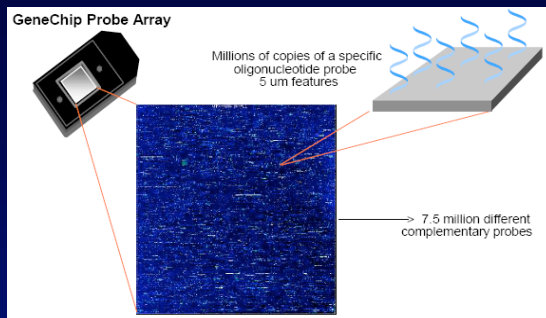 GeneChip Probe Array
Millions of copies of a specific
oligonucleotide probe
5 um features
> 7.5 million different
complementary probes